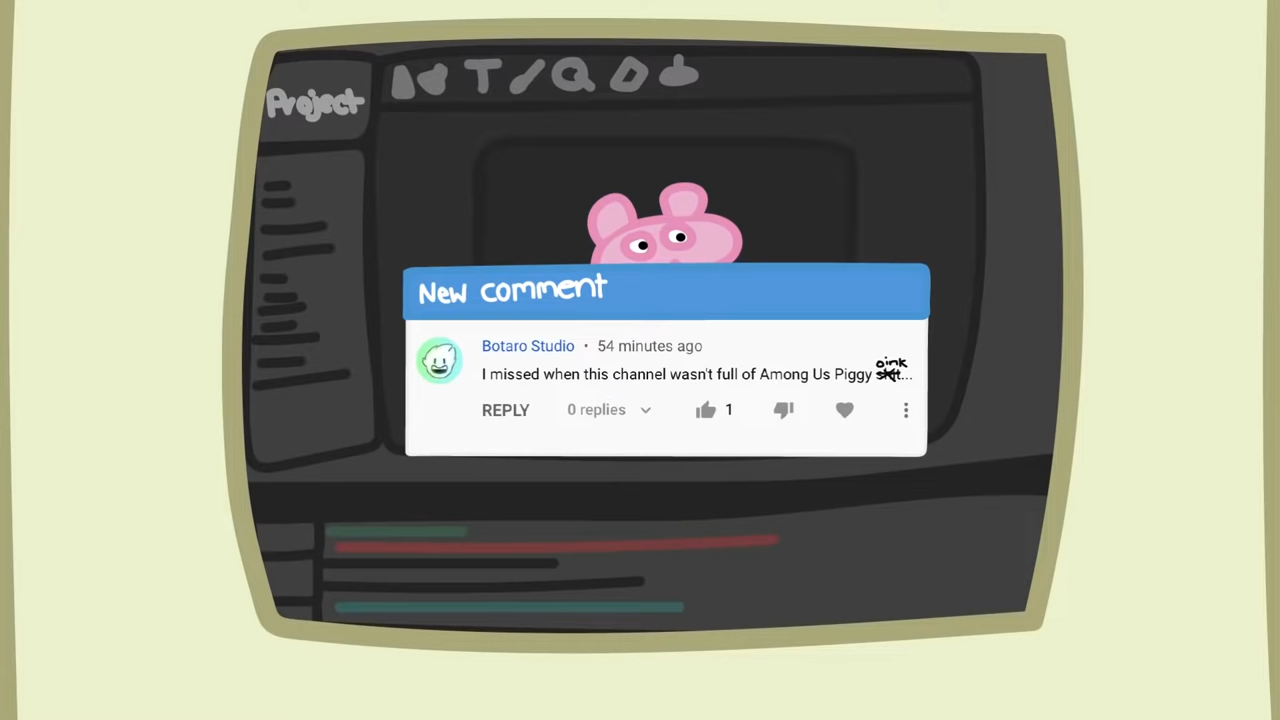 Project
New comment
Botaro Studio • 54 minutes ago
oink
I missed when this channel wasn't full of Among Us Piggy ...
REPLY 0 replies 1